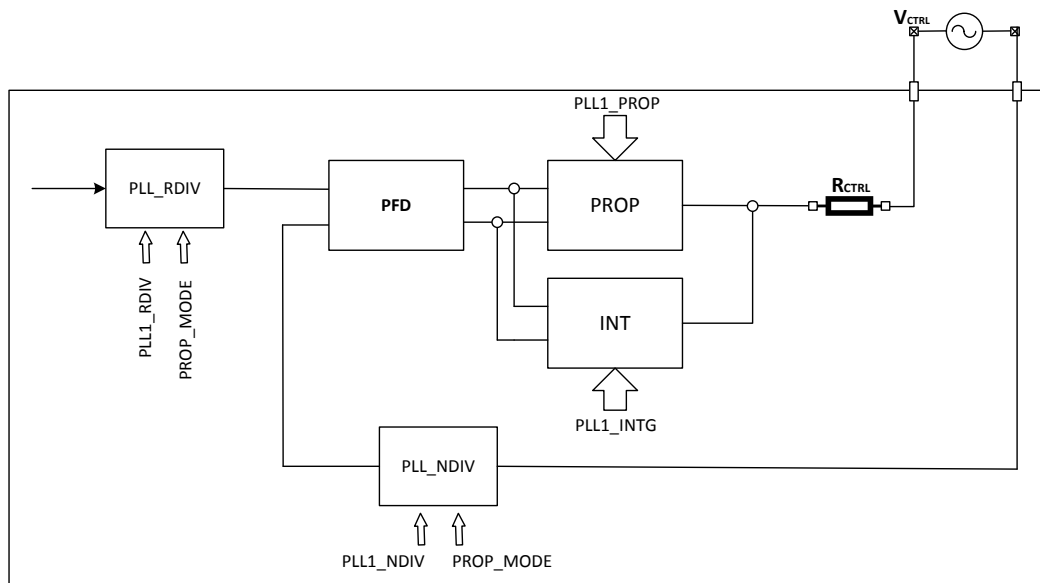 VCTRL
PLL1_PROP
PLL_RDIV
PFD
PROP
RCTRL
PLL1_RDIV
PROP_MODE
INT
PLL1_INTG
PLL_NDIV
PLL1_NDIV
PROP_MODE